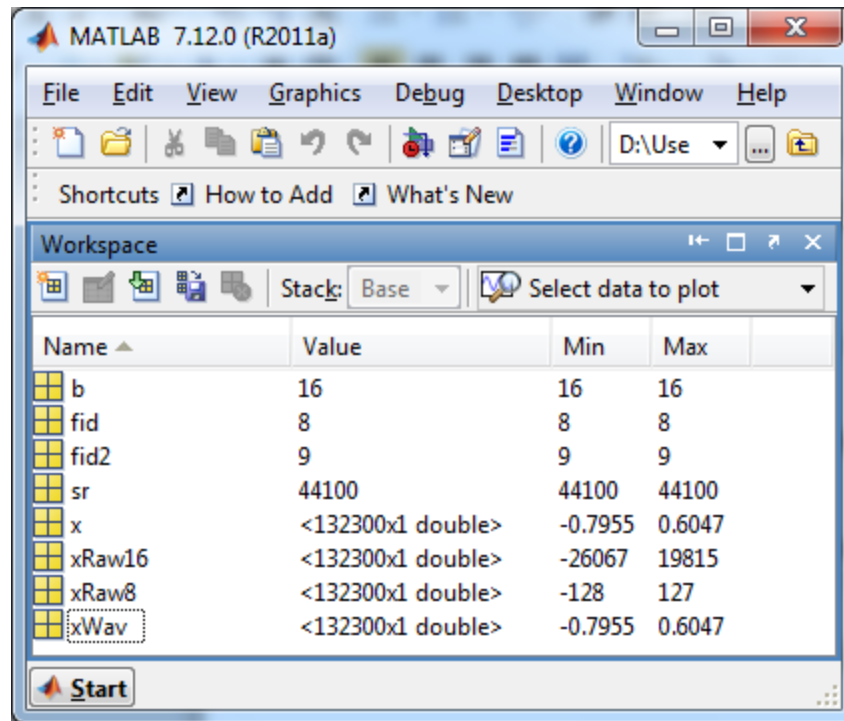 MATLAB 7.12.0 (R2011a)
File Edit View Graphics Debug Desktop Window Help
D:\Use ...
Shortcuts How to Add What's New
Workspace
Stack: Base Select data to plot
Name Value Min Max
b 16 16 16
fid 8 8 8
fid2 9 9 9
sr 44100 44100 44100
x <132300x1 double> -0.7955 0.6047
xRaw16 <132300x1 double> -26067 19815
xRaw8 <132300x1 double> -128 127
xWav <132300x1 double> -0.7955 0.6047
Start